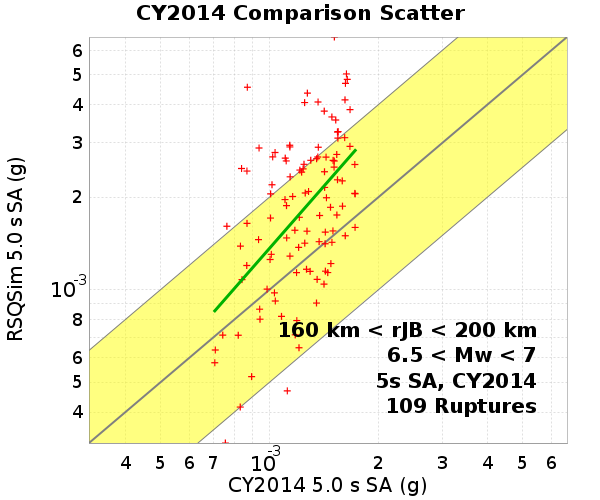 CY2014 Comparison Scatter
RSQSim 5.0 s SA (g)
6
5
4
3
2
10-3
8
6
5
4
160 km < rJB < 200 km
6.5 < Mw < 7
5s SA, CY2014
109 Ruptures
4 5 6 7 10-3 2 3 4 5 6
CY2014 5.0 s SA (g)